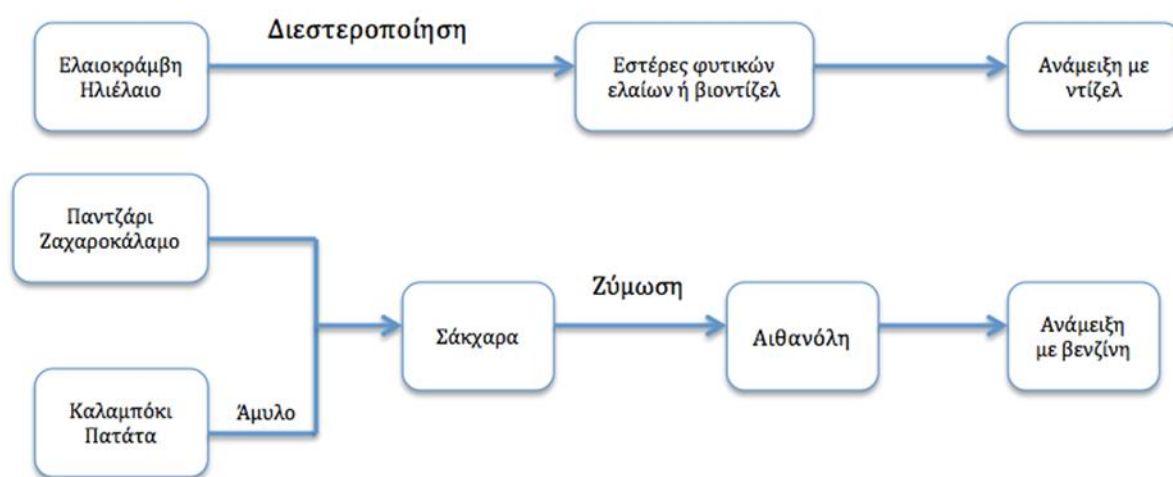 Διεστεροποίηση
Ελαιοκράμβη
Ηλιέλαιο
Εστέρες φυτικών
ελαίων ή βιοντίζελ
Ανάμειξη με
ντίζελ
Παντζάρι
Ζαχαροκάλαμο
Καλαμπόκι
Πατάτα
Άμυλο
Σάκχαρα
Ζύμωση
Αιθανόλη
Ανάμειξη
με βενζίνη